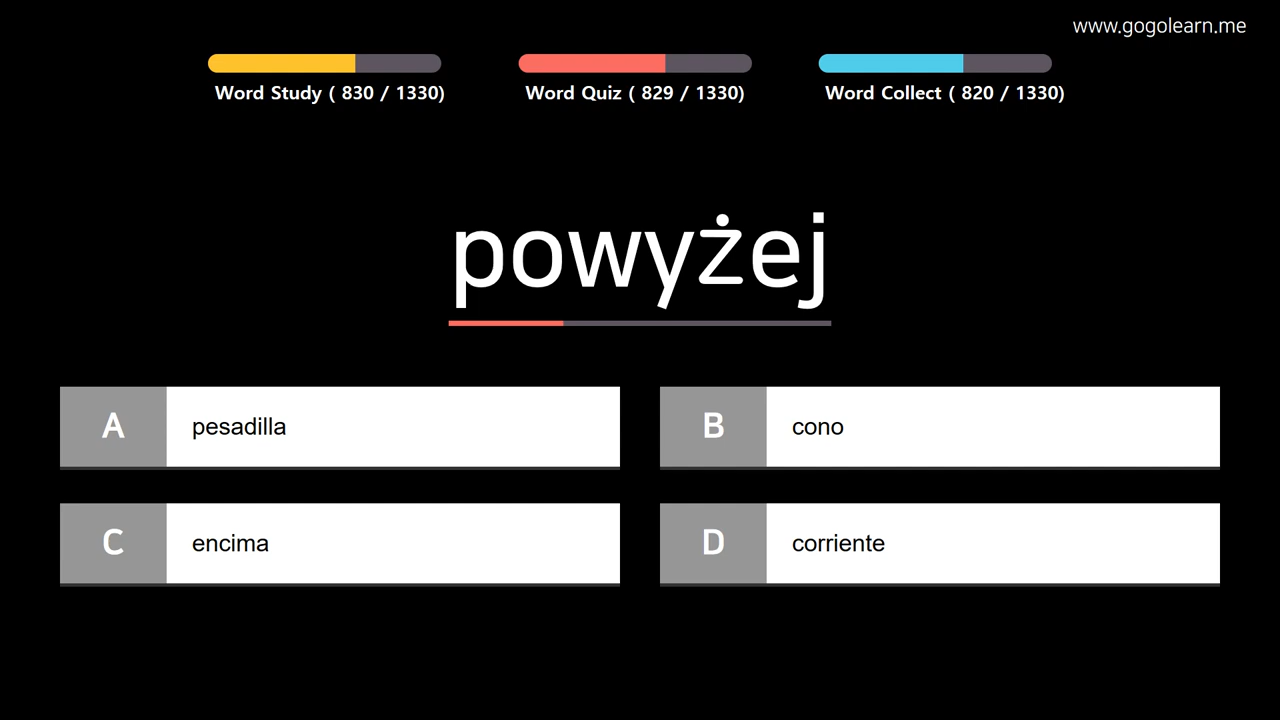 www.gogolearn.me
Word Study ( 830 / 1330)
Word Quiz ( 829 / 1330)
Word Collect ( 820 / 1330)
powyżej
A pesadilla
B cono
C encima
D corriente